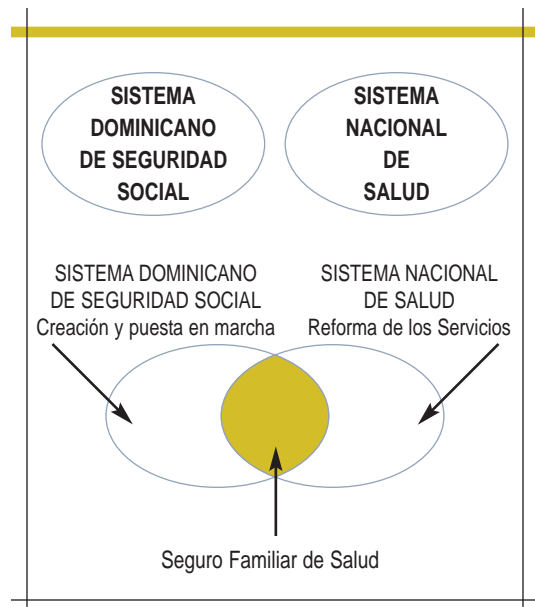 SISTEMA
DOMINICANO
DE SEGURIDAD
SOCIAL
SISTEMA
NACIONAL
DE
SALUD
SISTEMA DOMINICANO
DE SEGURIDAD SOCIAL
Creación y puesta en marcha
SISTEMA NACIONAL
DE SALUD
Reforma de los Servicios
Seguro Familiar de Salud